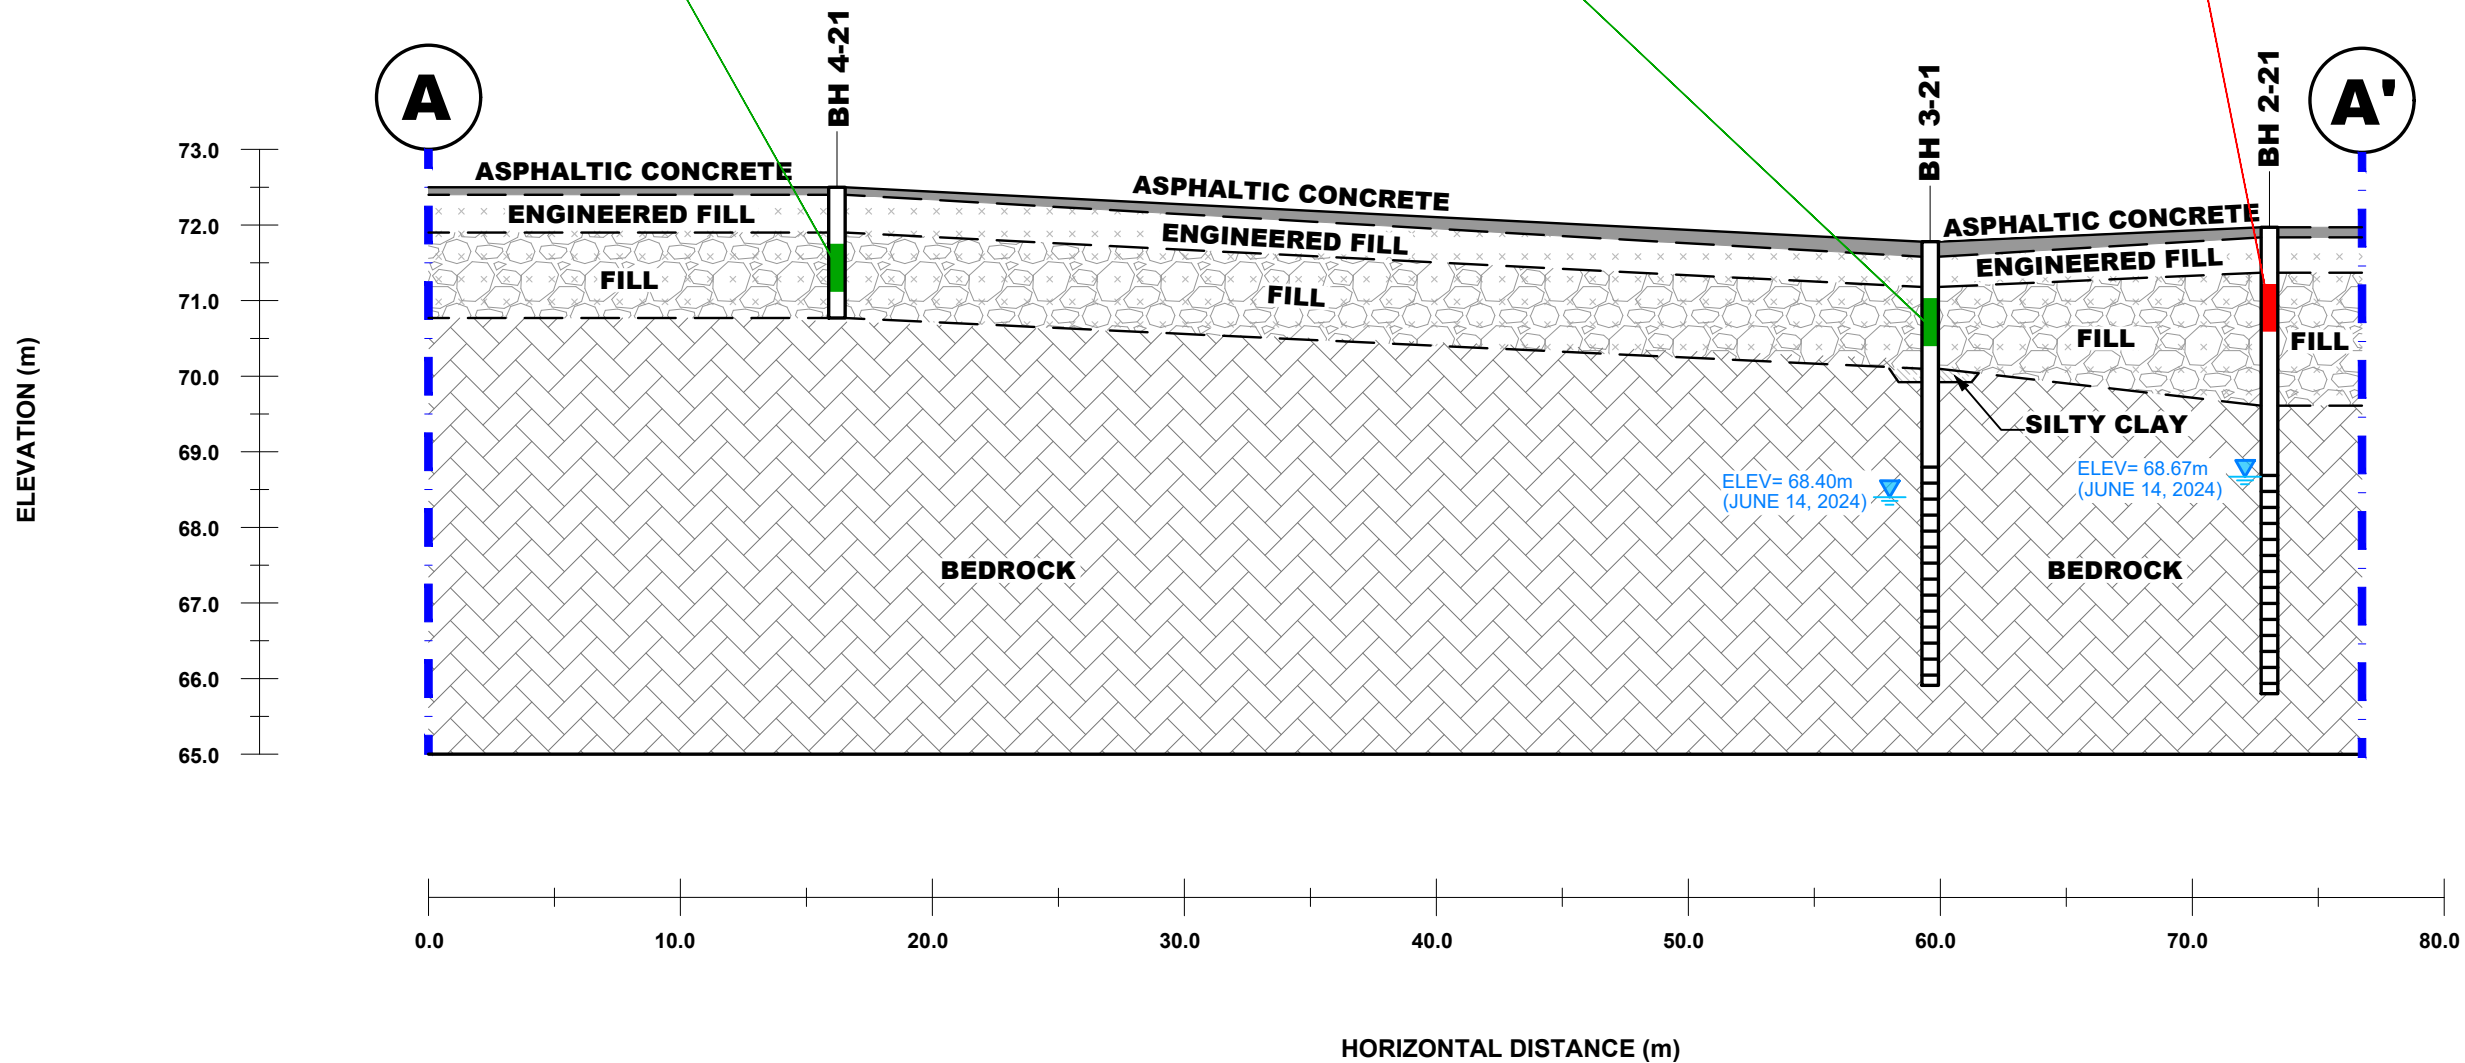 BH 4-21
BH 3-21
BH 2-21
A
A'
ELEVATION (m)
73.0
72.0
71.0
70.0
69.0
68.0
67.0
66.0
65.0
ASPHALTIC CONCRETE
ENGINEERED FILL
FILL
ASPHALTIC CONCRETE
ENGINEERED FILL
FILL
ASPHALTIC CONCRETE
ENGINEERED FILL
FILL
FILL
SILTY CLAY
ELEV= 68.40m
(JUNE 14, 2024)
ELEV= 68.67m
(JUNE 14, 2024)
BEDROCK
BEDROCK
0.0
10.0
20.0
30.0
40.0
50.0
60.0
70.0
80.0
HORIZONTAL DISTANCE (m)